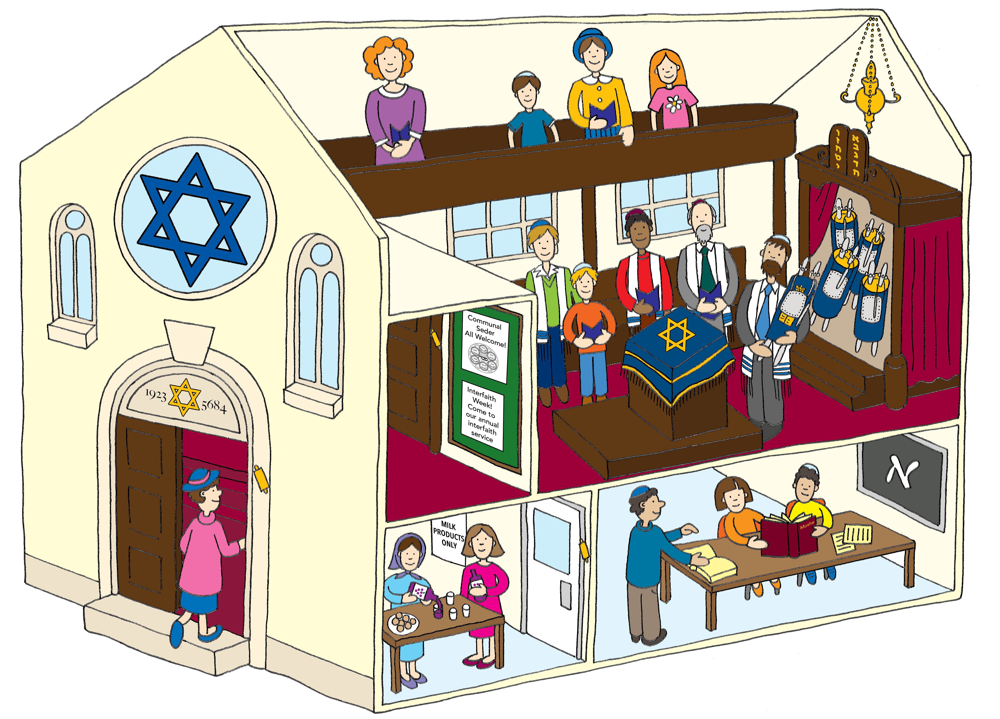 1923 5684
Communal
Seder
All Welcome!
Interfaith
Week!
Come to
our annual
interfaith
service
MILK
PRODUCTS
ONLY
Moshe
א